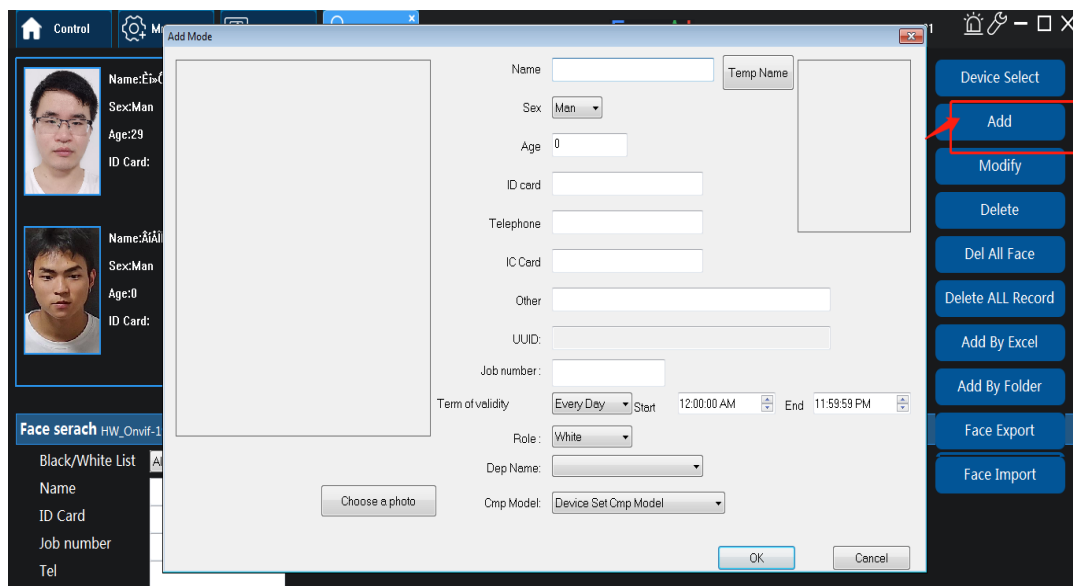 Control
Add Mode
Device Select
Add
Modify
Delete
Del All Face
Delete ALL Record
Add By Excel
Add By Folder
Face Export
Face Import
Name:
Sex:Man
Age:29
ID Card:
Name:
Sex:Man
Age:0
ID Card:
Name
Temp Name
Sex Man
Age 0
ID card
Telephone
IC Card
Other
UUID:
Job number:
Term of validity Every Day Start 12:00:00 AM End 11:59:59 PM
Role: White
Dep Name:
Choose a photo
Cmp Model: Device Set Cmp Model
OK Cancel
Face serach HW_Onvif-1
Black/White List
Name
ID Card
Job number
Tel